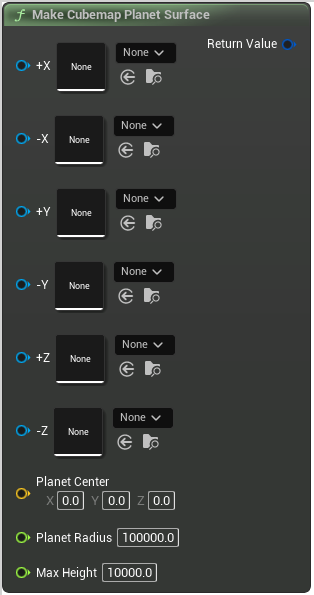 f Make Cubemap Planet Surface
Return Value
+X None None
-X None None
+Y None None
-Y None None
+Z None None
-Z None None
Planet Center
X 0.0 Y 0.0 Z 0.0
Planet Radius 100000.0
Max Height 10000.0